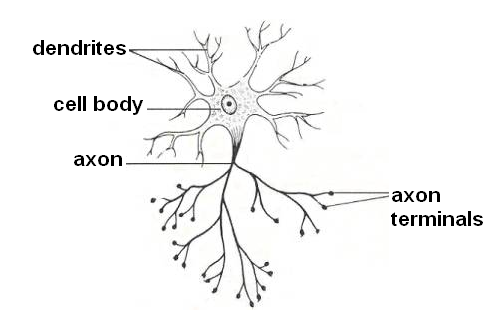 dendrites
cell body
axon
axon
terminals